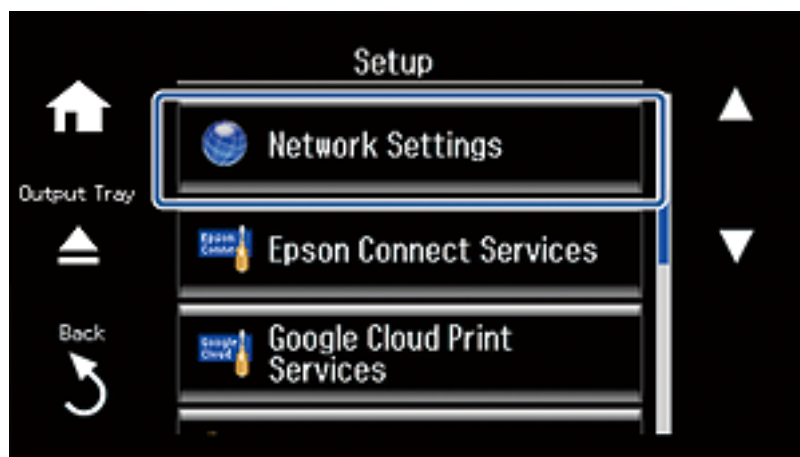 Setup
Network Settings
Output Tray
Epson Connect Services
Back
Google Cloud Print
Services